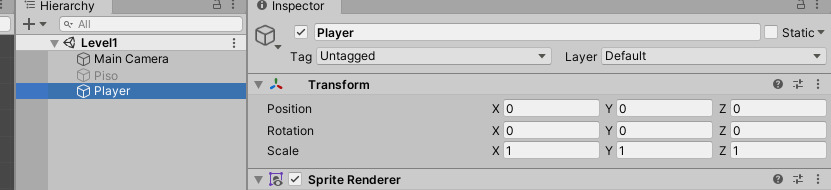 Hierarchy
All
Level1
Main Camera
Piso
Player
Inspector
Player Static
Tag Untagged Layer Default
Transform
Position X 0 Y 0 Z 0
Rotation X 0 Y 0 Z 0
Scale X 1 Y 1 Z 1
Sprite Renderer